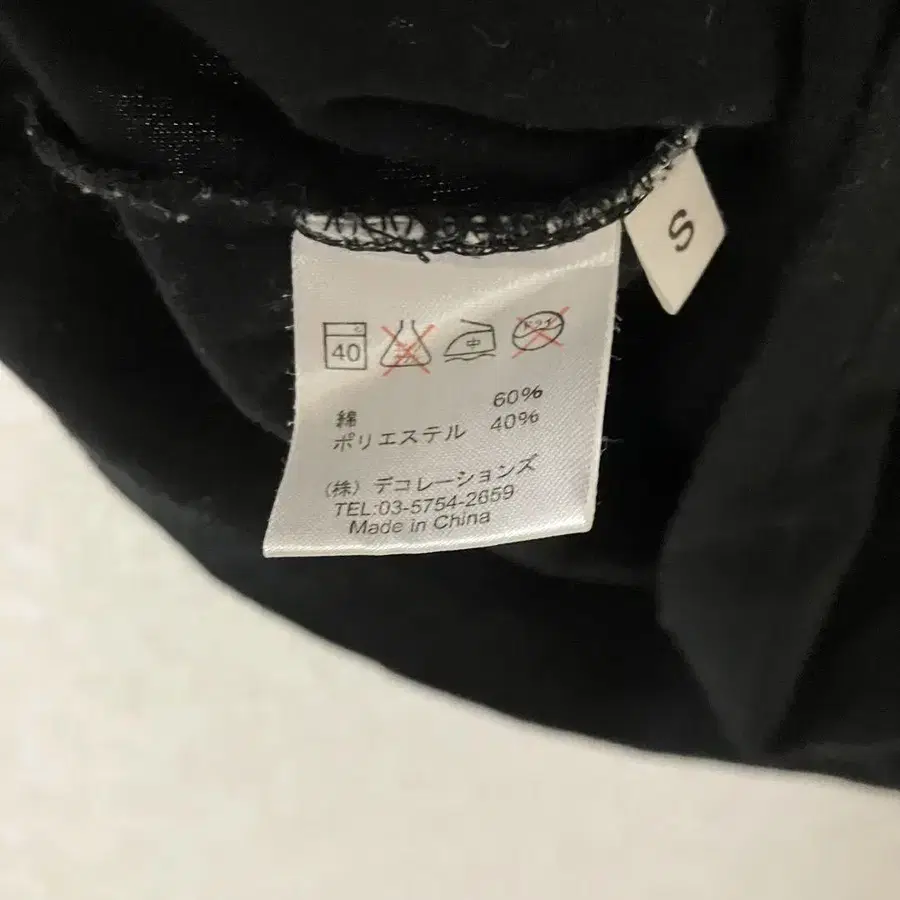 S
40 中 ドライ
綿 60%
ポリエステル 40%
(株) デコレーションズ
TEL:03-5754-2659
Made in China